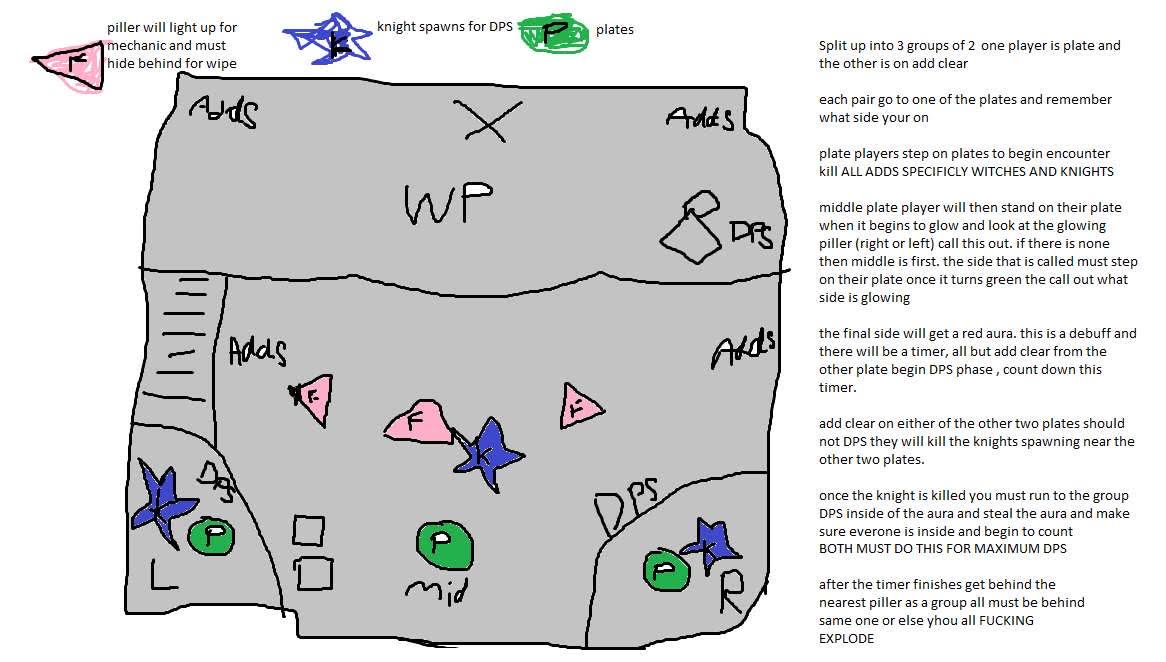 piller will light up for
mechanic and must
hide behind for wipe
F
K
knight spawns for DPS
P
plates
Adds
X
Adds
WP
DPS
Adds
Adds
F
F
F
K
DPS
K
P
L
P
Mid
DPS
K
P
R
Split up into 3 groups of 2 one player is plate and
the other is on add clear
each pair go to one of the plates and remember
what side your on
plate players step on plates to begin encounter
kill ALL ADDS SPECIFICLY WITCHES AND KNIGHTS
middle plate player will then stand on their plate
when it begins to glow and look at the glowing
piller (right or left) call this out. if there is none
then middle is first. the side that is called must step
on their plate once it turns green the call out what
side is glowing
the final side will get a red aura. this is a debuff and
there will be a timer, all but add clear from the
other plate begin DPS phase , count down this
timer.
add clear on either of the other two plates should
not DPS they will kill the knights spawning near the
other two plates.
once the knight is killed you must run to the group
DPS inside of the aura and steal the aura and make
sure everone is inside and begin to count
BOTH MUST DO THIS FOR MAXIMUM DPS
after the timer finishes get behind the
nearest piller as a group all must be behind
same one or else yhou all FUCKING
EXPLODE